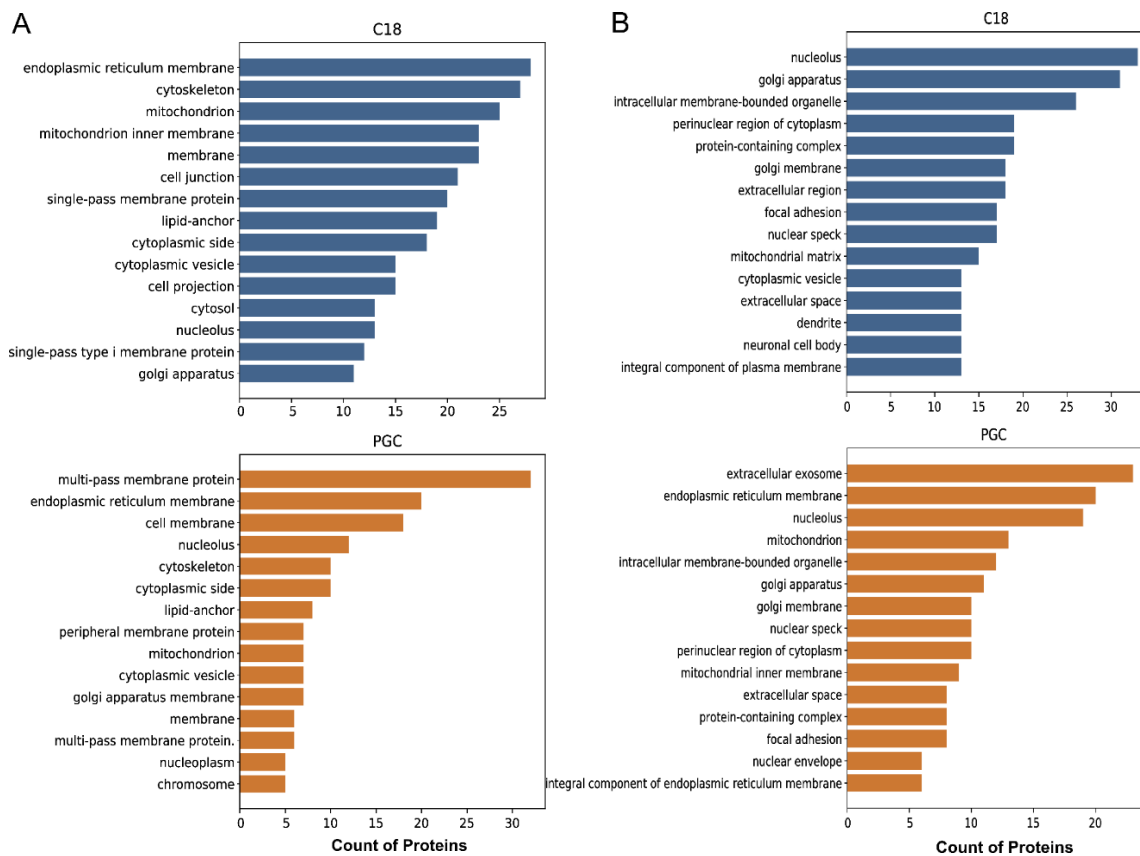 A
C18
endoplasmic reticulum membrane
cytoskeleton
mitochondrion
mitochondrion inner membrane
membrane
cell junction
single-pass membrane protein
lipid-anchor
cytoplasmic side
cytoplasmic vesicle
cell projection
cytosol
nucleolus
single-pass type i membrane protein
golgi apparatus
0 5 10 15 20 25
PGC
multi-pass membrane protein
endoplasmic reticulum membrane
cell membrane
nucleolus
cytoskeleton
cytoplasmic side
lipid-anchor
peripheral membrane protein
mitochondrion
cytoplasmic vesicle
golgi apparatus membrane
membrane
multi-pass membrane protein.
nucleoplasm
chromosome
0 5 10 15 20 25 30
Count of Proteins
B
C18
nucleolus
golgi apparatus
intracellular membrane-bounded organelle
perinuclear region of cytoplasm
protein-containing complex
golgi membrane
extracellular region
focal adhesion
nuclear speck
mitochondrial matrix
cytoplasmic vesicle
extracellular space
dendrite
neuronal cell body
integral component of plasma membrane
0 5 10 15 20 25 30
PGC
extracellular exosome
endoplasmic reticulum membrane
nucleolus
mitochondrion
intracellular membrane-bounded organelle
golgi apparatus
golgi membrane
nuclear speck
perinuclear region of cytoplasm
mitochondrial inner membrane
extracellular space
protein-containing complex
focal adhesion
nuclear envelope
integral component of endoplasmic reticulum membrane
0 5 10 15 20
Count of Proteins